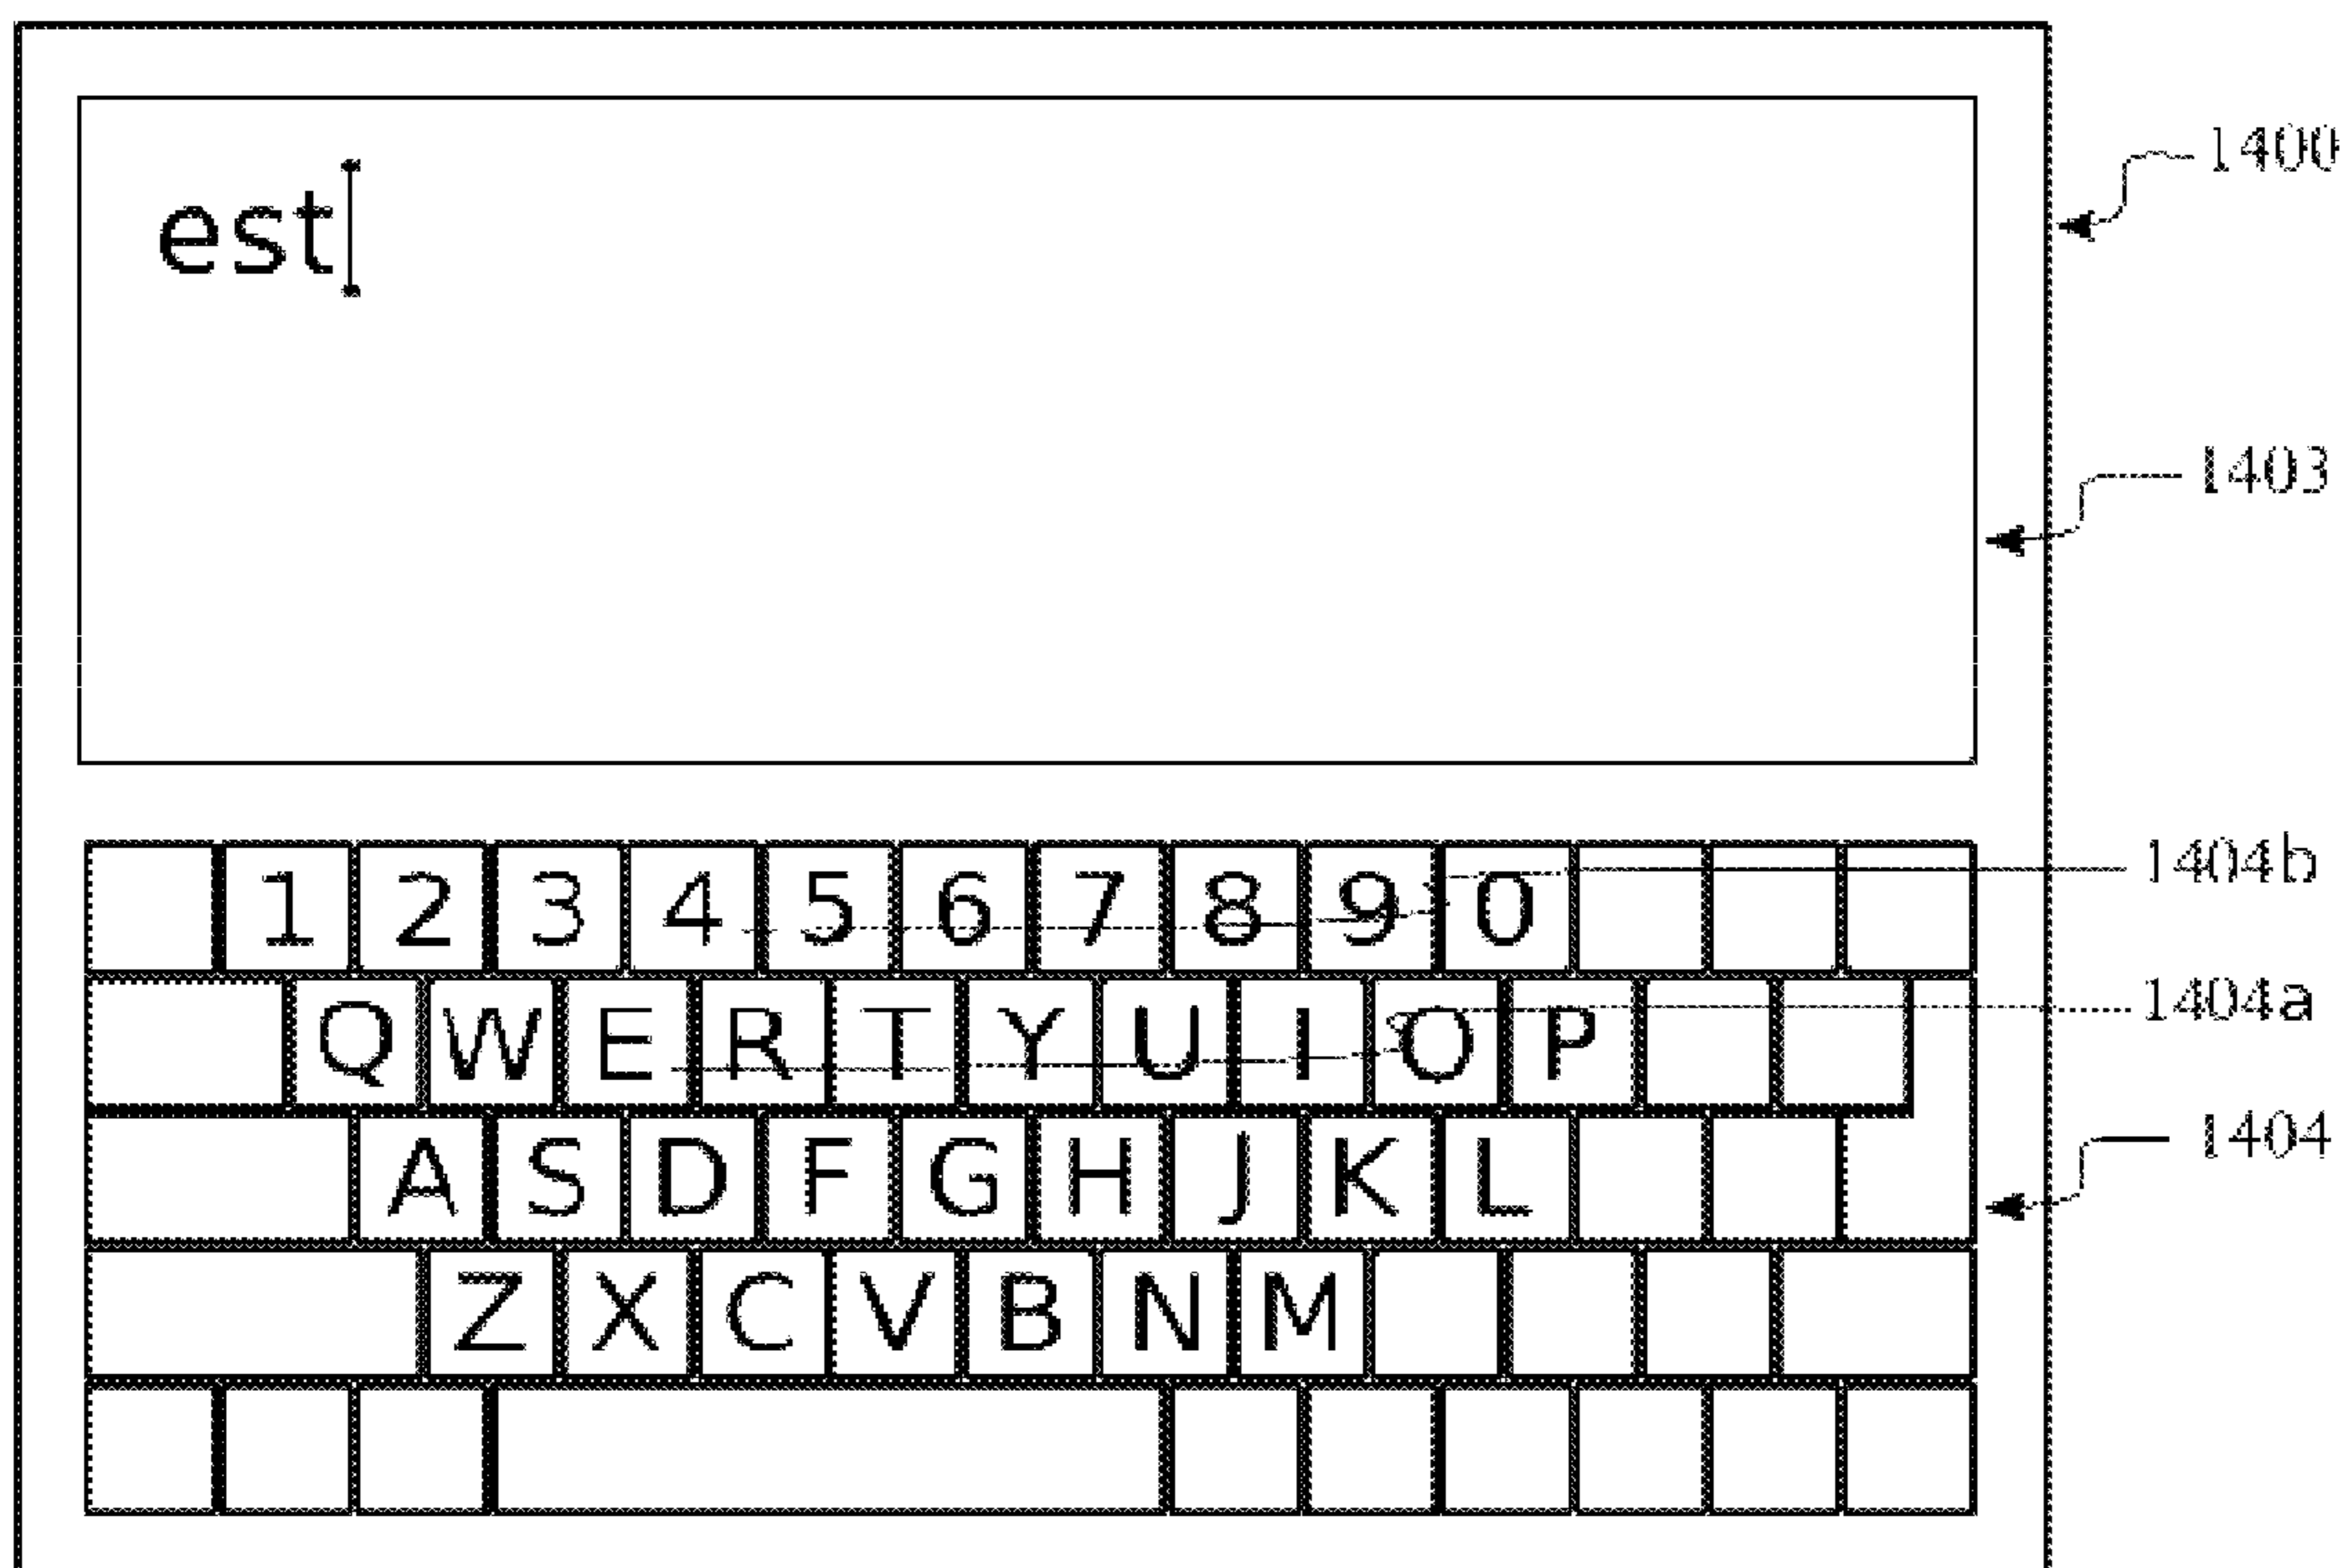 est
1400
1403
1 2 3 4 5 6 7 8 9 0
1404b
Q W E R T Y U I O P
1404a
A S D F G H J K L
1404
Z X C V B N M